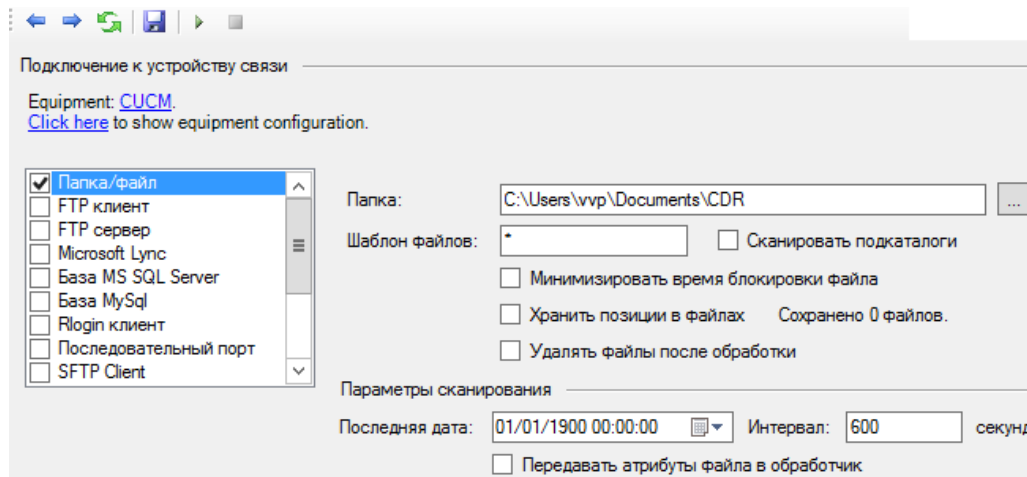 Подключение к устройству связи
Equipment: CUCM.
Click here to show equipment configuration.
Папка/файл
FTP клиент
FTP сервер
Microsoft Lync
База MS SQL Server
База MySql
Rlogin клиент
Последовательный порт
SFTP Client
Папка: C:\Users\vvp\Documents\CDR ...
Шаблон файлов: * Сканировать подкаталоги
Минимизировать время блокировки файла
Хранить позиции в файлах Сохранено 0 файлов.
Удалять файлы после обработки
Параметры сканирования
Последняя дата: 01/01/1900 00:00:00 Интервал: 600 секунд
Передавать атрибуты файла в обработчик